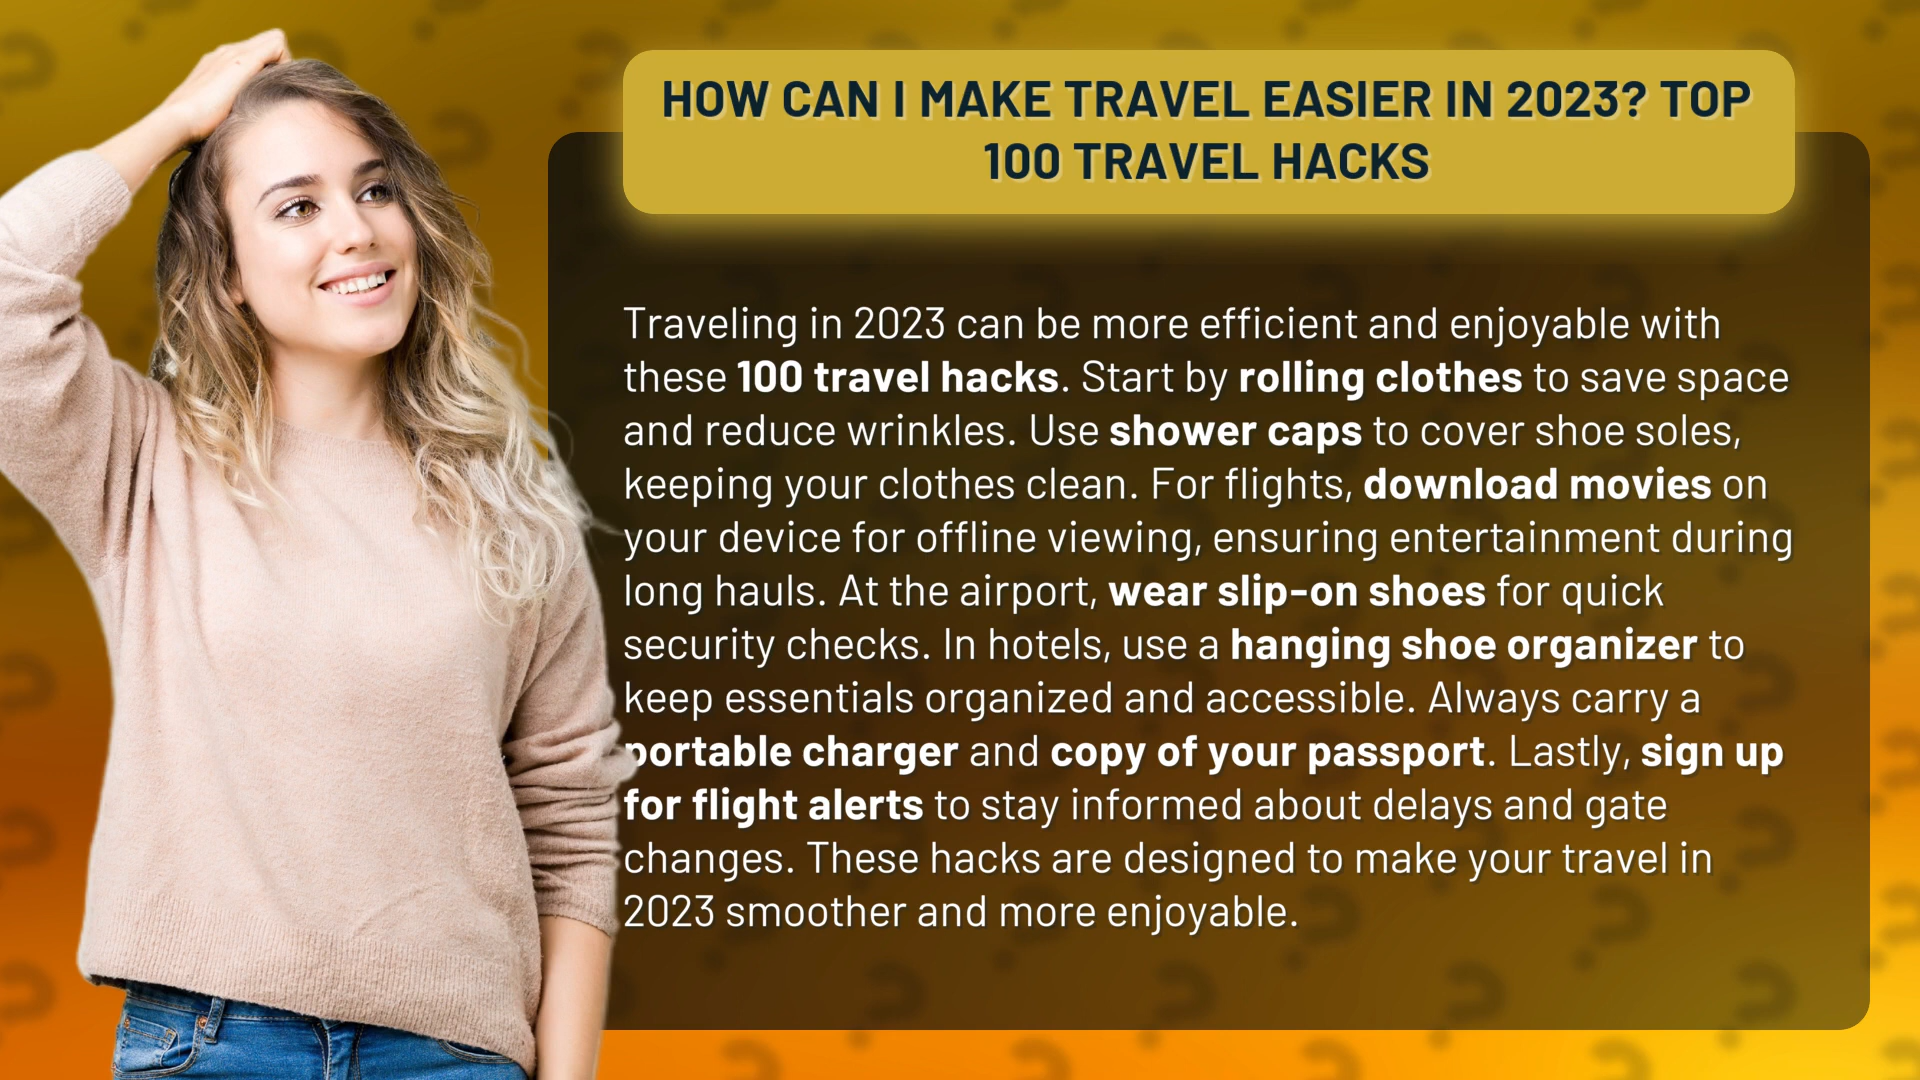 HOW CAN I MAKE TRAVEL EASIER IN 2023? TOP
100 TRAVEL HACKS
Traveling in 2023 can be more efficient and enjoyable with
these 100 travel hacks. Start by rolling clothes to save space
and reduce wrinkles. Use shower caps to cover shoe soles,
keeping your clothes clean. For flights, download movies on
your device for offline viewing, ensuring entertainment during
long hauls. At the airport, wear slip-on shoes for quick
security checks. In hotels, use a hanging shoe organizer to
keep essentials organized and accessible. Always carry a
portable charger and copy of your passport. Lastly, sign up
for flight alerts to stay informed about delays and gate
changes. These hacks are designed to make your travel in
2023 smoother and more enjoyable.